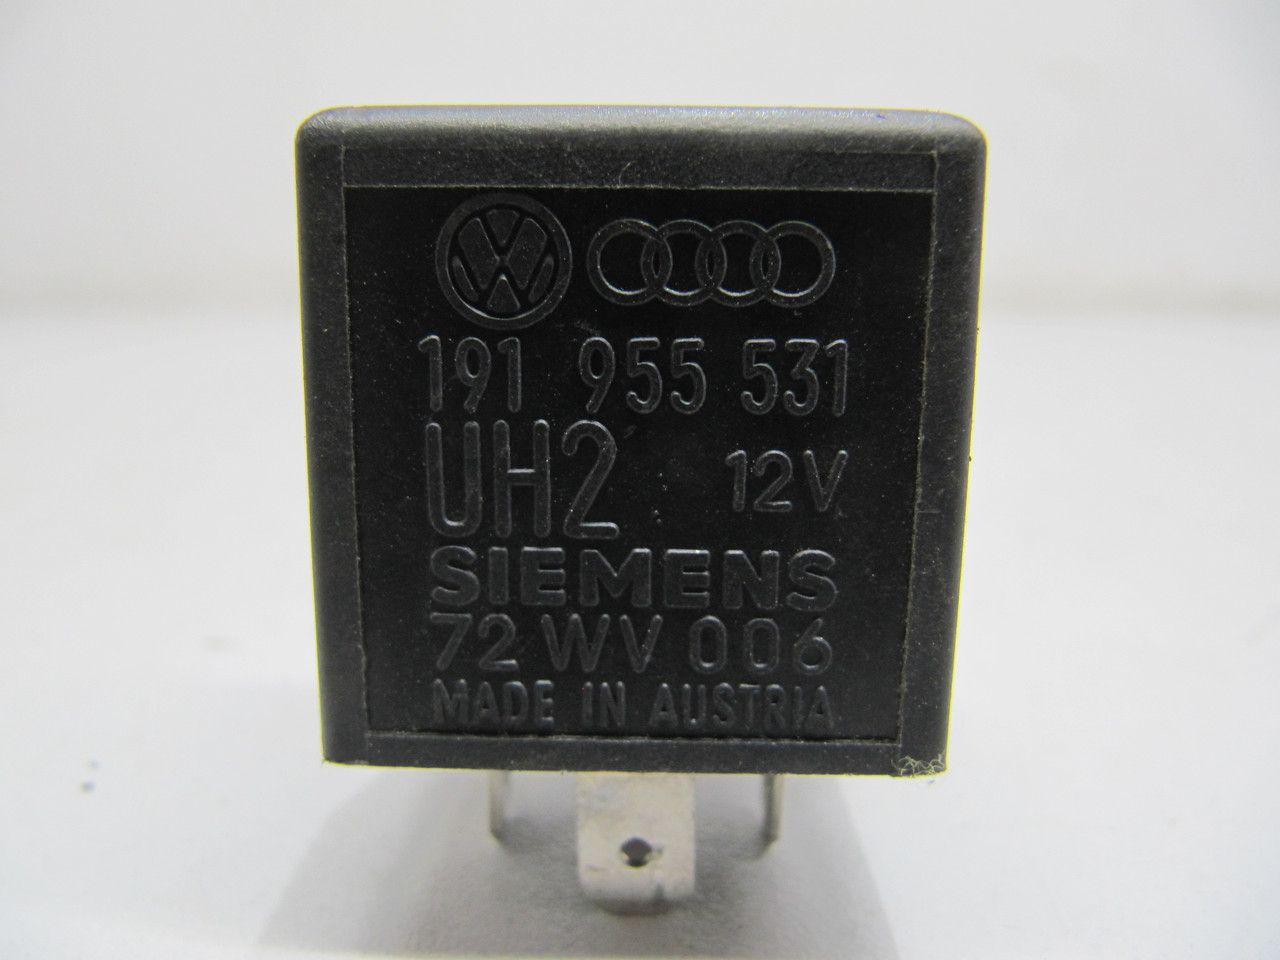 191 955 531
UH2 12V
SIEMENS
72 WV 006
MADE IN AUSTRIA